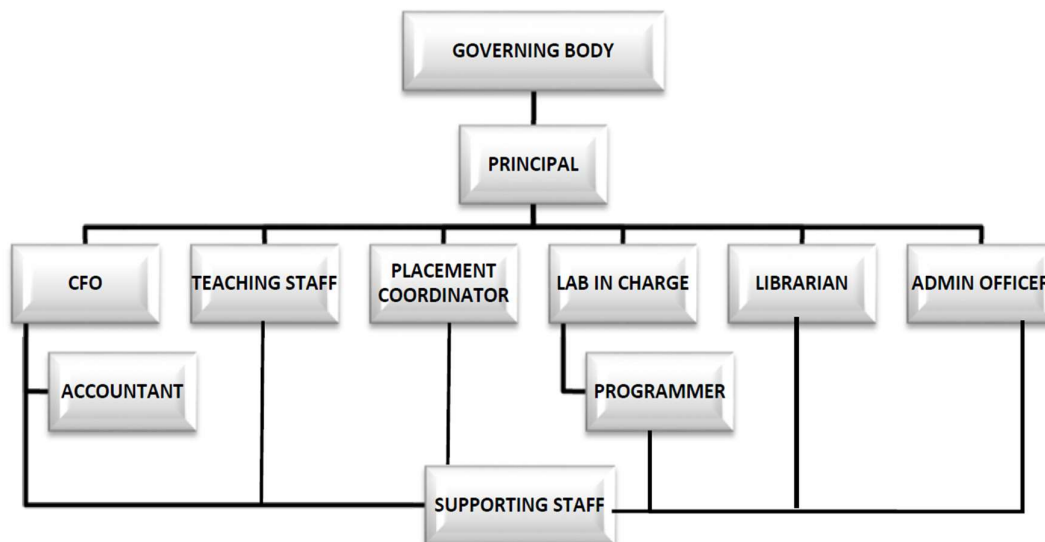 GOVERNING BODY
PRINCIPAL
CFO
TEACHING STAFF
PLACEMENT
COORDINATOR
LAB IN CHARGE
LIBRARIAN
ADMIN OFFICER
ACCOUNTANT
PROGRAMMER
SUPPORTING STAFF